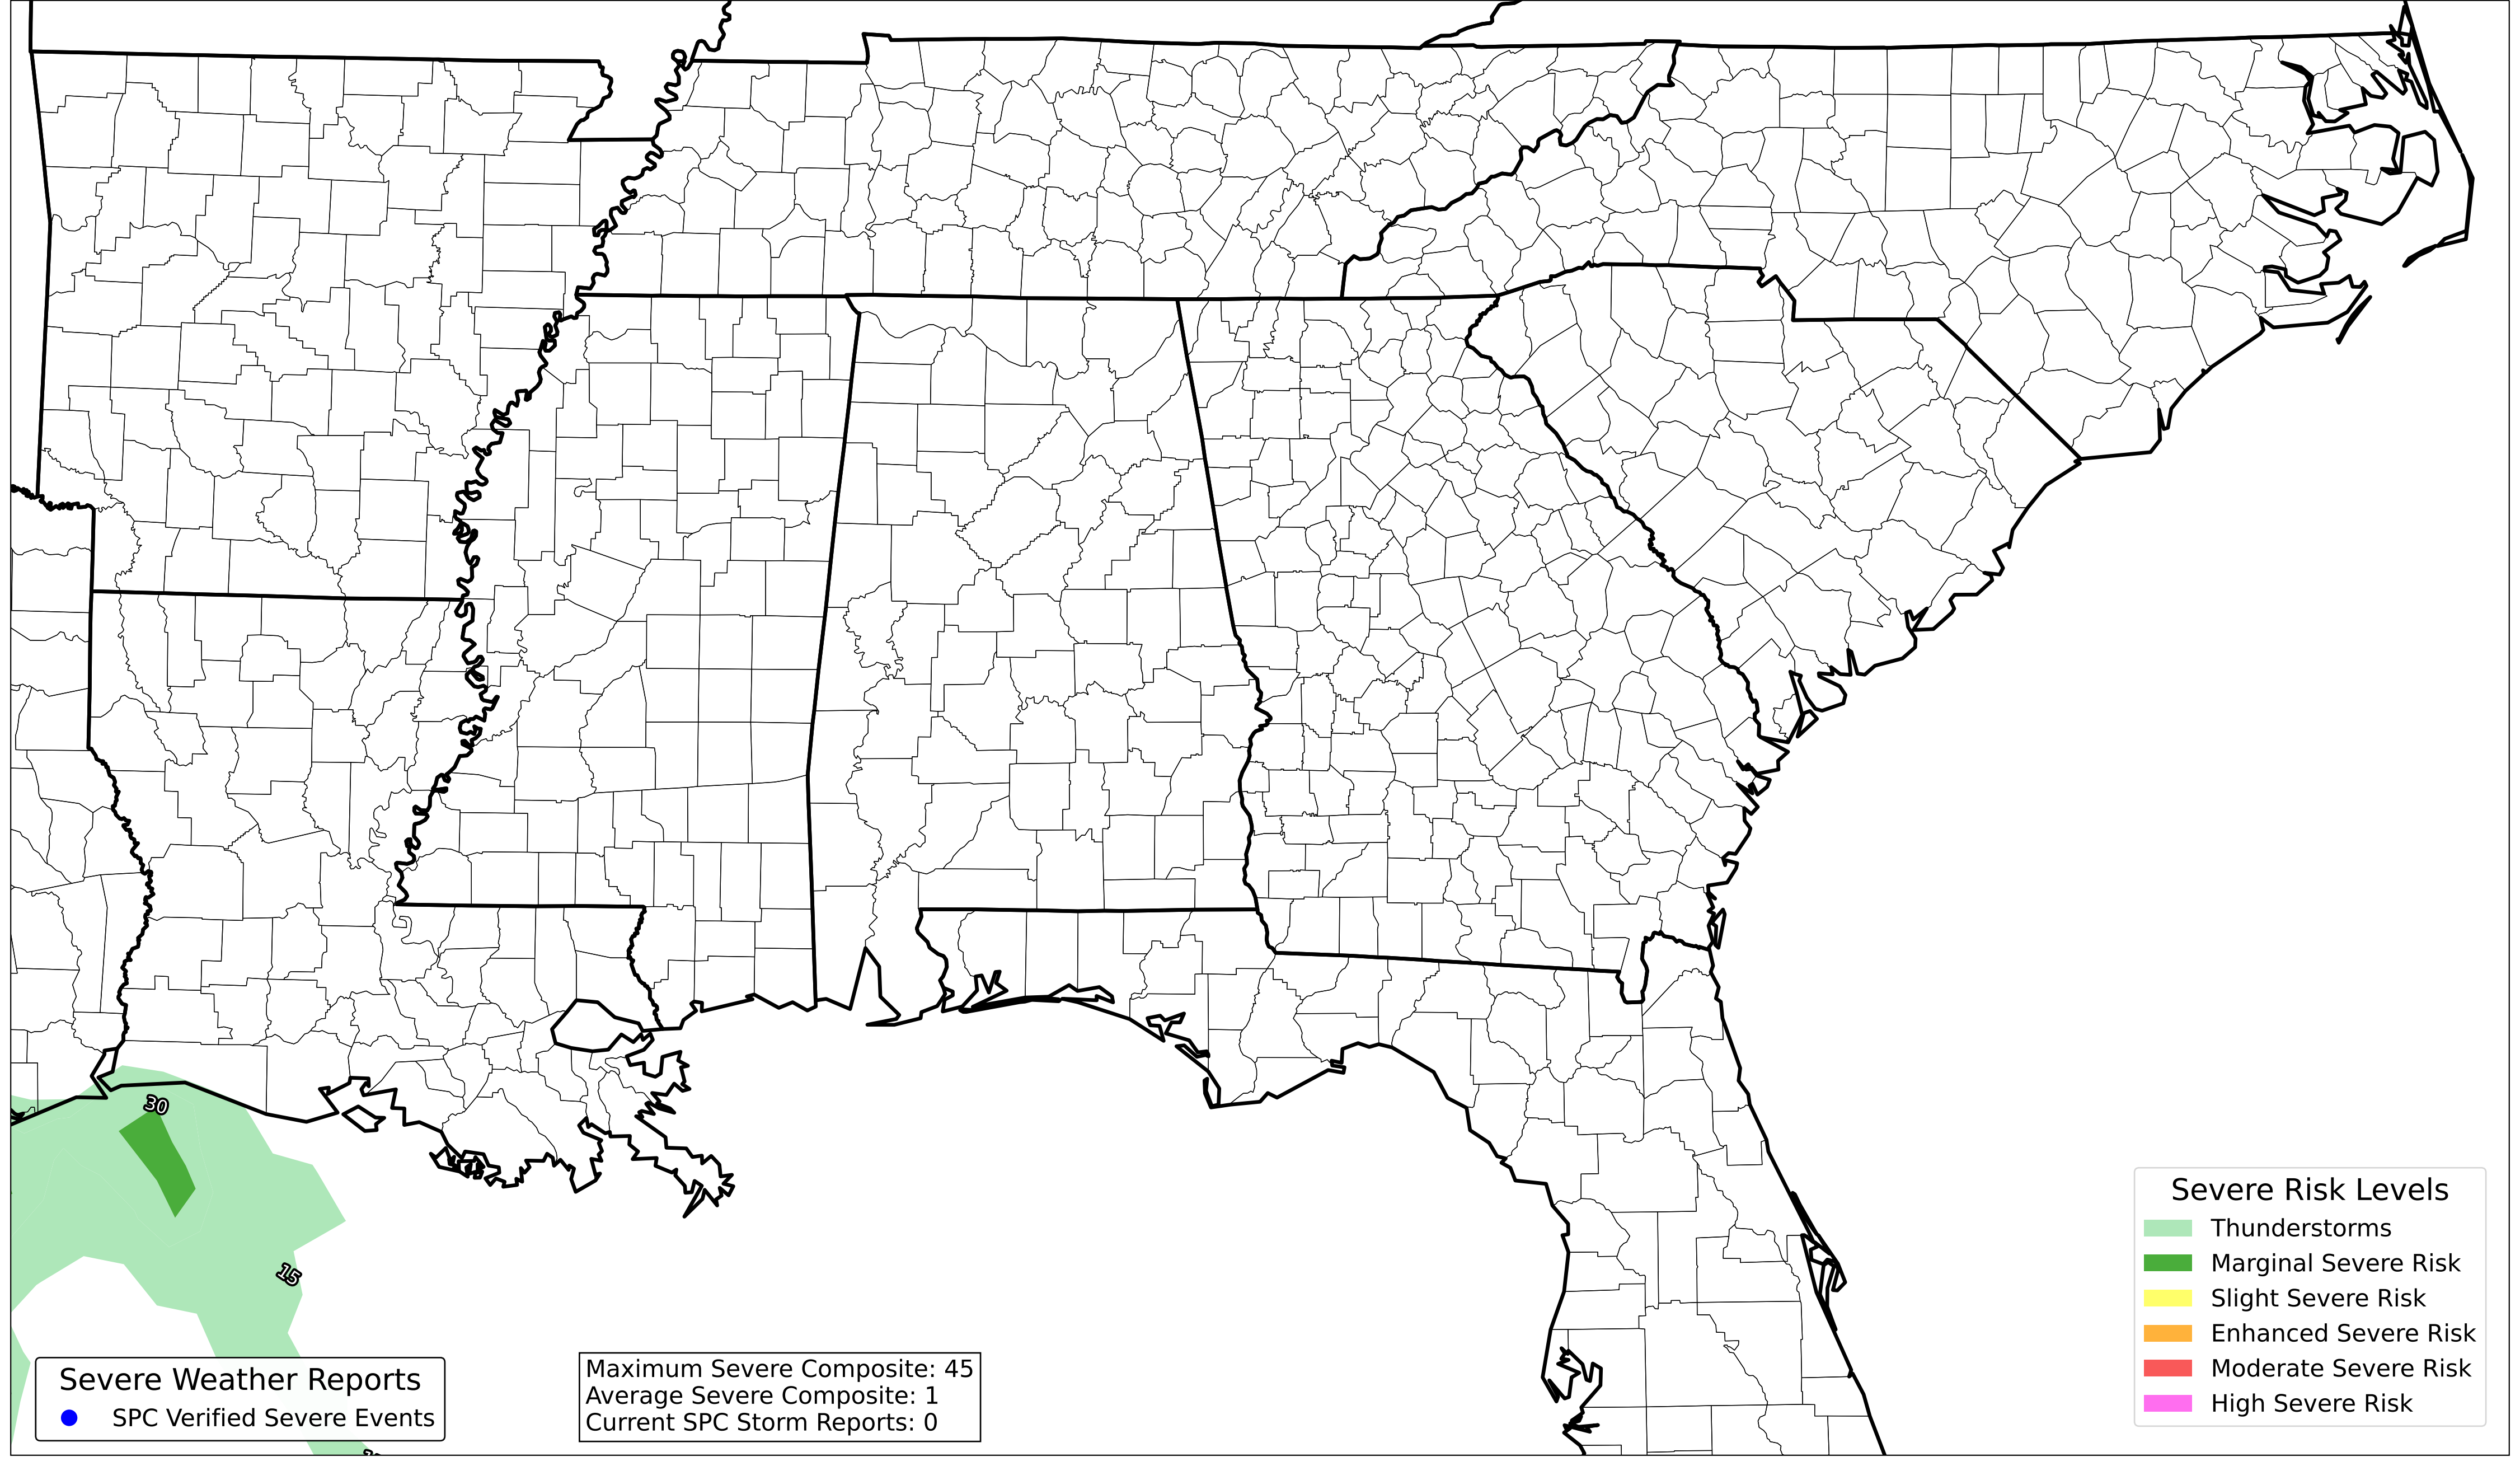 30
15
Severe Weather Reports
SPC Verified Severe Events
Maximum Severe Composite: 45
Average Severe Composite: 1
Current SPC Storm Reports: 0
Severe Risk Levels
Thunderstorms
Marginal Severe Risk
Slight Severe Risk
Enhanced Severe Risk
Moderate Severe Risk
High Severe Risk